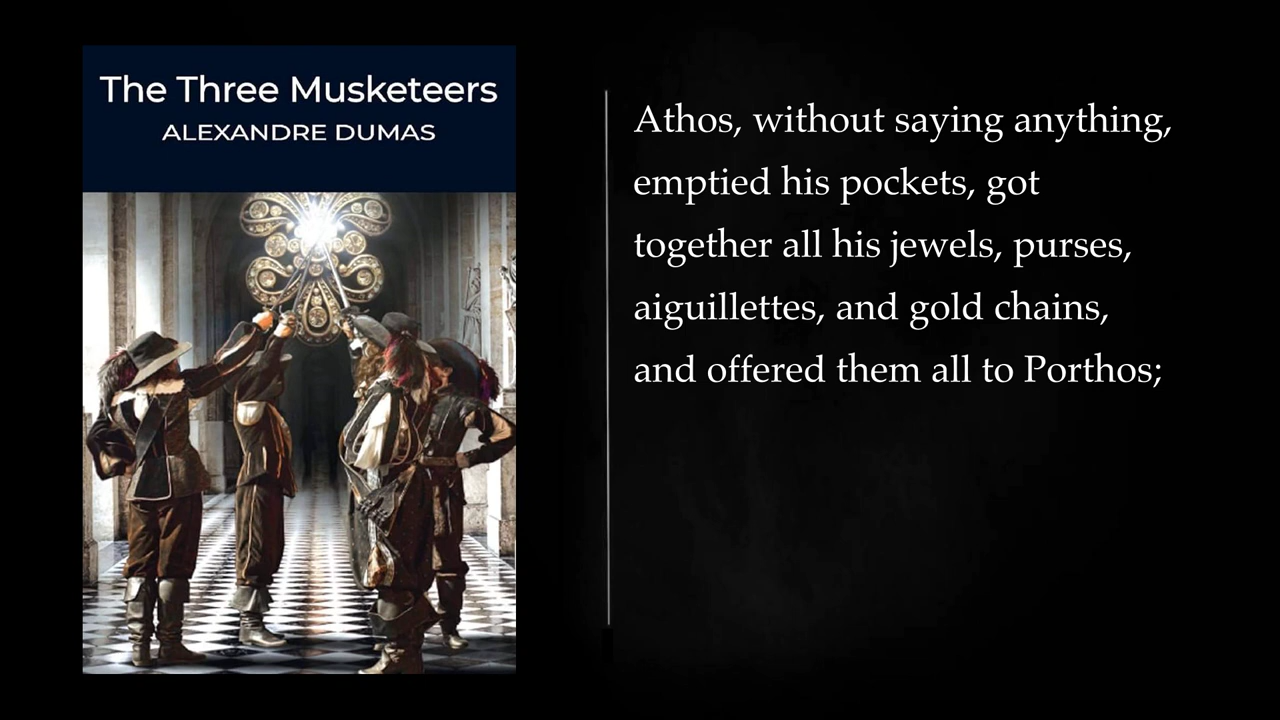 The Three Musketeers
ALEXANDRE DUMAS
Athos, without saying anything,
emptied his pockets, got
together all his jewels, purses,
aiguillettes, and gold chains,
and offered them all to Porthos;